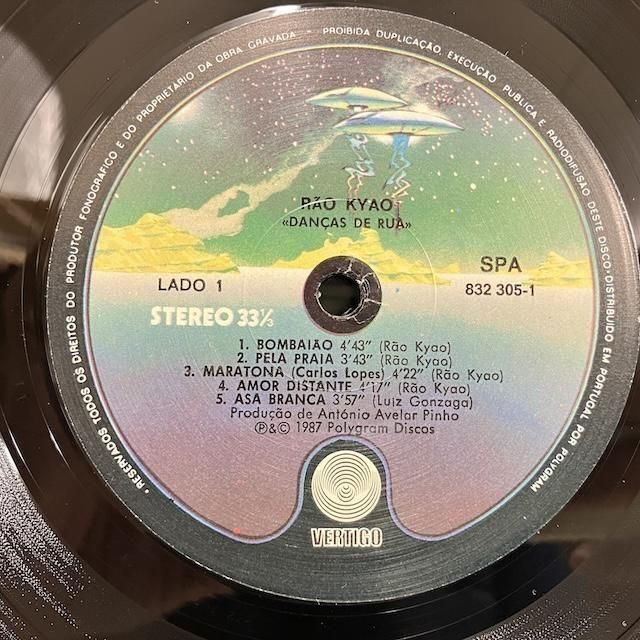 • RESERVADOS TODOS OS DIREITOS DO PRODUTOR FONOGRÁFICO E DO PROPRIETÁRIO DA OBRA GRAVADA • PROIBIDA DUPLICAÇÃO, EXECUÇÃO PUBLICA E RADIODIFUSÃO DESTE DISCO • DISTRIBUIDO EM PORTUGAL POR POLYGRAM
RÃO KYAO
«DANÇAS DE RUA»
LADO 1
SPA
832 305-1
STEREO 33⅓
1. BOMBAIÃO 4'43" (Rão Kyao)
2. PELA PRAIA 3'43" (Rão Kyao)
3. MARATONA (Carlos Lopes) 4'22" (Rão Kyao)
4. AMOR DISTANTE 4'17" (Rão Kyao)
5. ASA BRANCA 3'57" (Luiz Gonzaga)
Produção de António Avelar Pinho
℗&© 1987 Polygram Discos
VERTIGO